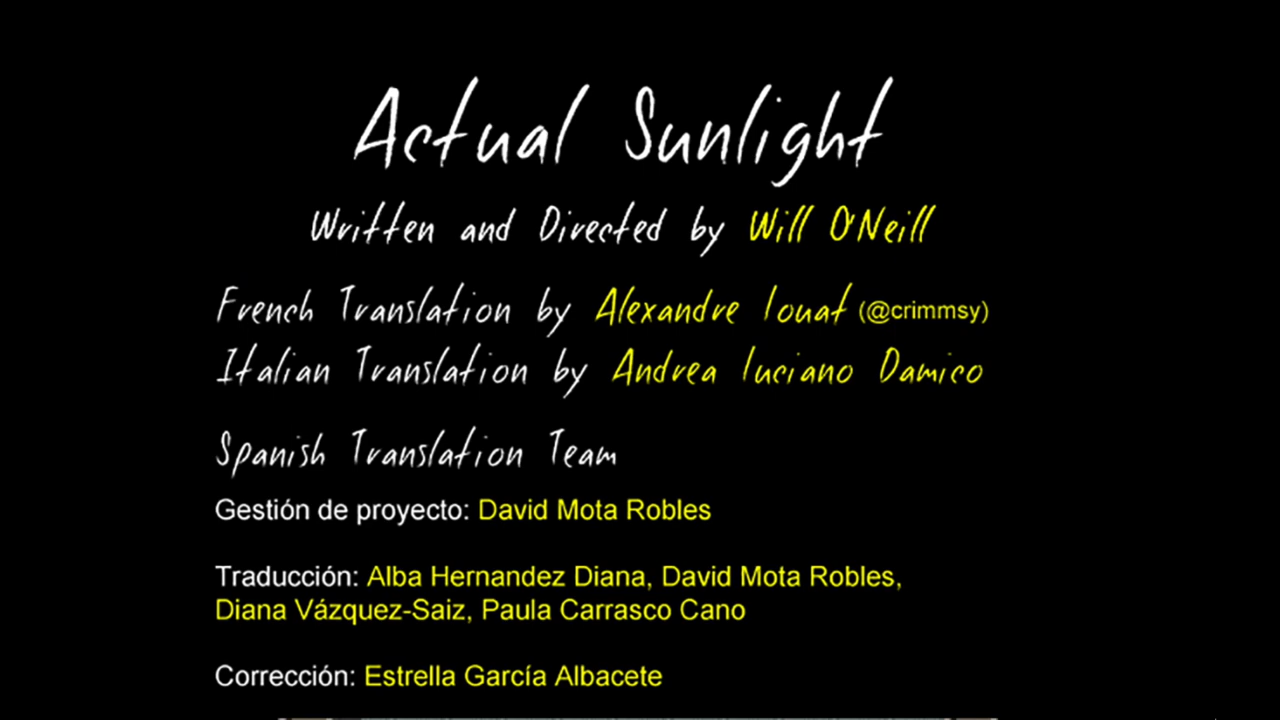 Actual Sunlight
Written and Directed by Will O'Neill
French Translation by Alexandre Louat (@crimmsy)
Italian Translation by Andrea Luciano Damico
Spanish Translation Team
Gestión de proyecto: David Mota Robles
Traducción: Alba Hernandez Diana, David Mota Robles,
Diana Vázquez-Saiz, Paula Carrasco Cano
Corrección: Estrella García Albacete